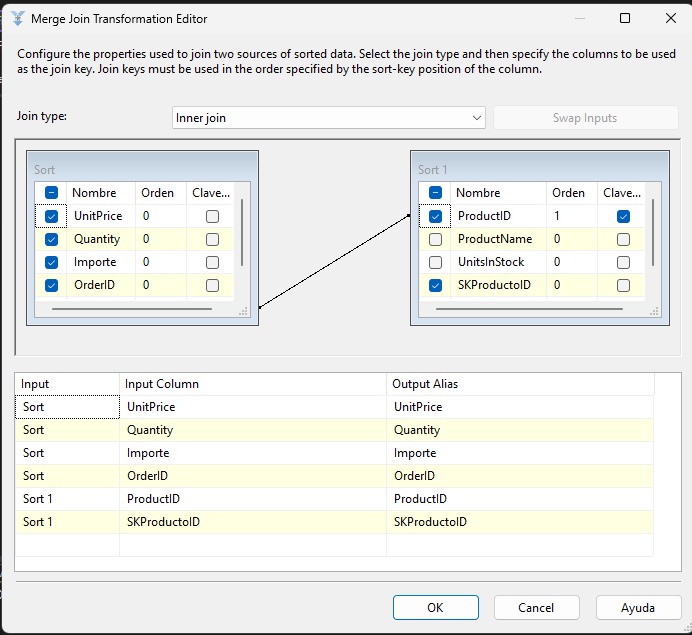 Merge Join Transformation Editor
Configure the properties used to join two sources of sorted data. Select the join type and then specify the columns to be used
as the join key. Join keys must be used in the order specified by the sort-key position of the column.
Join type: Inner join Swap Inputs
Sort
Nombre Orden Clave...
UnitPrice 0
Quantity 0
Importe 0
OrderID 0
Sort 1
Nombre Orden Clave...
ProductID 1
ProductName 0
UnitsInStock 0
SKProductoID 0
Input Input Column Output Alias
Sort UnitPrice UnitPrice
Sort Quantity Quantity
Sort Importe Importe
Sort OrderID OrderID
Sort 1 ProductID ProductID
Sort 1 SKProductoID SKProductoID
OK Cancel Ayuda